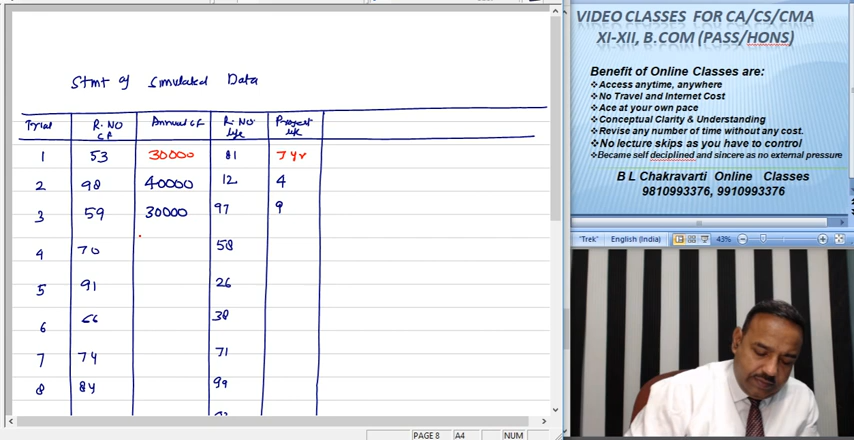 Stmt of Simulated Data
Trial R.NO CF Annual CF R.NO life Project life
1 53 30000 81 7 yr
2 98 40000 12 4
3 59 30000 97 9
4 70 58
5 91 26
6 66 38
7 74 71
8 84 99
VIDEO CLASSES FOR CA/CS/CMA
XI-XII, B.COM (PASS/HONS)
Benefit of Online Classes are:
❖Access anytime, anywhere
❖No Travel and Internet Cost
❖Ace at your own pace
❖Conceptual Clarity & Understanding
❖Revise any number of time without any cost.
❖No lecture skips as you have to control
❖Became self deciplined and sincere as no external pressure
B L Chakravarti Online Classes
9810993376, 9910993376
"Trek" English (India) 43%
PAGE 8 A4 NUM